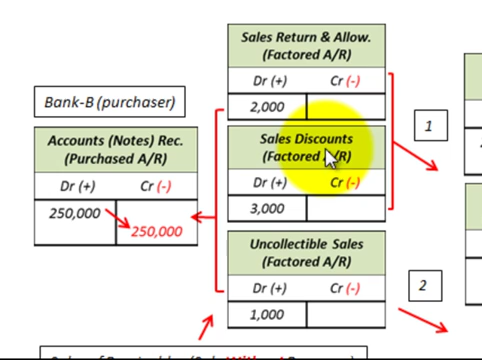 Sales Return & Allow.
(Factored A/R)
Dr (+) Cr (-)
2,000
Bank-B (purchaser)
Accounts (Notes) Rec.
(Purchased A/R)
Dr (+) Cr (-)
250,000
250,000
Sales Discounts
(Factored A/R)
Dr (+) Cr (-)
3,000
Uncollectible Sales
(Factored A/R)
Dr (+) Cr (-)
1,000
1
2